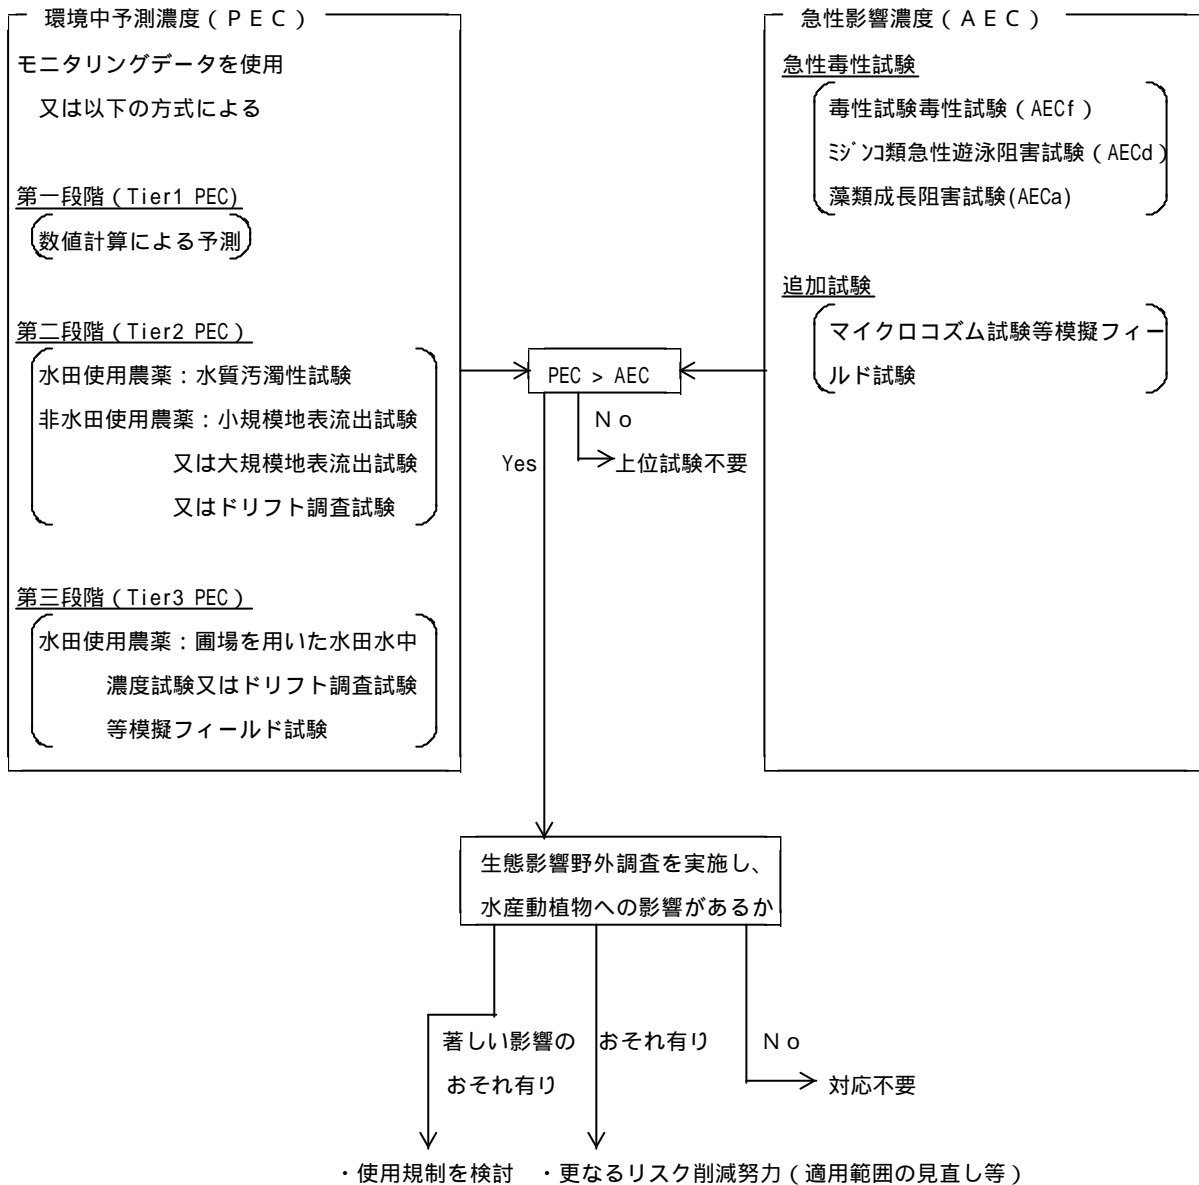 環境中予測濃度（ＰＥＣ）
モニタリングデータを使用
又は以下の方式による
第一段階（Tier1 PEC)
数値計算による予測
第二段階（Tier2 PEC）
水田使用農薬：水質汚濁性試験
非水田使用農薬：小規模地表流出試験
又は大規模地表流出試験
又はドリフト調査試験
第三段階（Tier3 PEC）
水田使用農薬：圃場を用いた水田水中
濃度試験又はドリフト調査試験
等模擬フィールド試験
急性影響濃度（ＡＥＣ）
急性毒性試験
毒性試験毒性試験（AECf）
ﾐｼﾞﾝｺ類急性遊泳阻害試験（AECd）
藻類成長阻害試験(AECa)
追加試験
マイクロコズム試験等模擬フィー
ルド試験
PEC > AEC
Ｎｏ
Yes
上位試験不要
生態影響野外調査を実施し、
水産動植物への影響があるか
著しい影響の
おそれ有り
おそれ有り
Ｎｏ
対応不要
・使用規制を検討
・更なるリスク削減努力（適用範囲の見直し等）